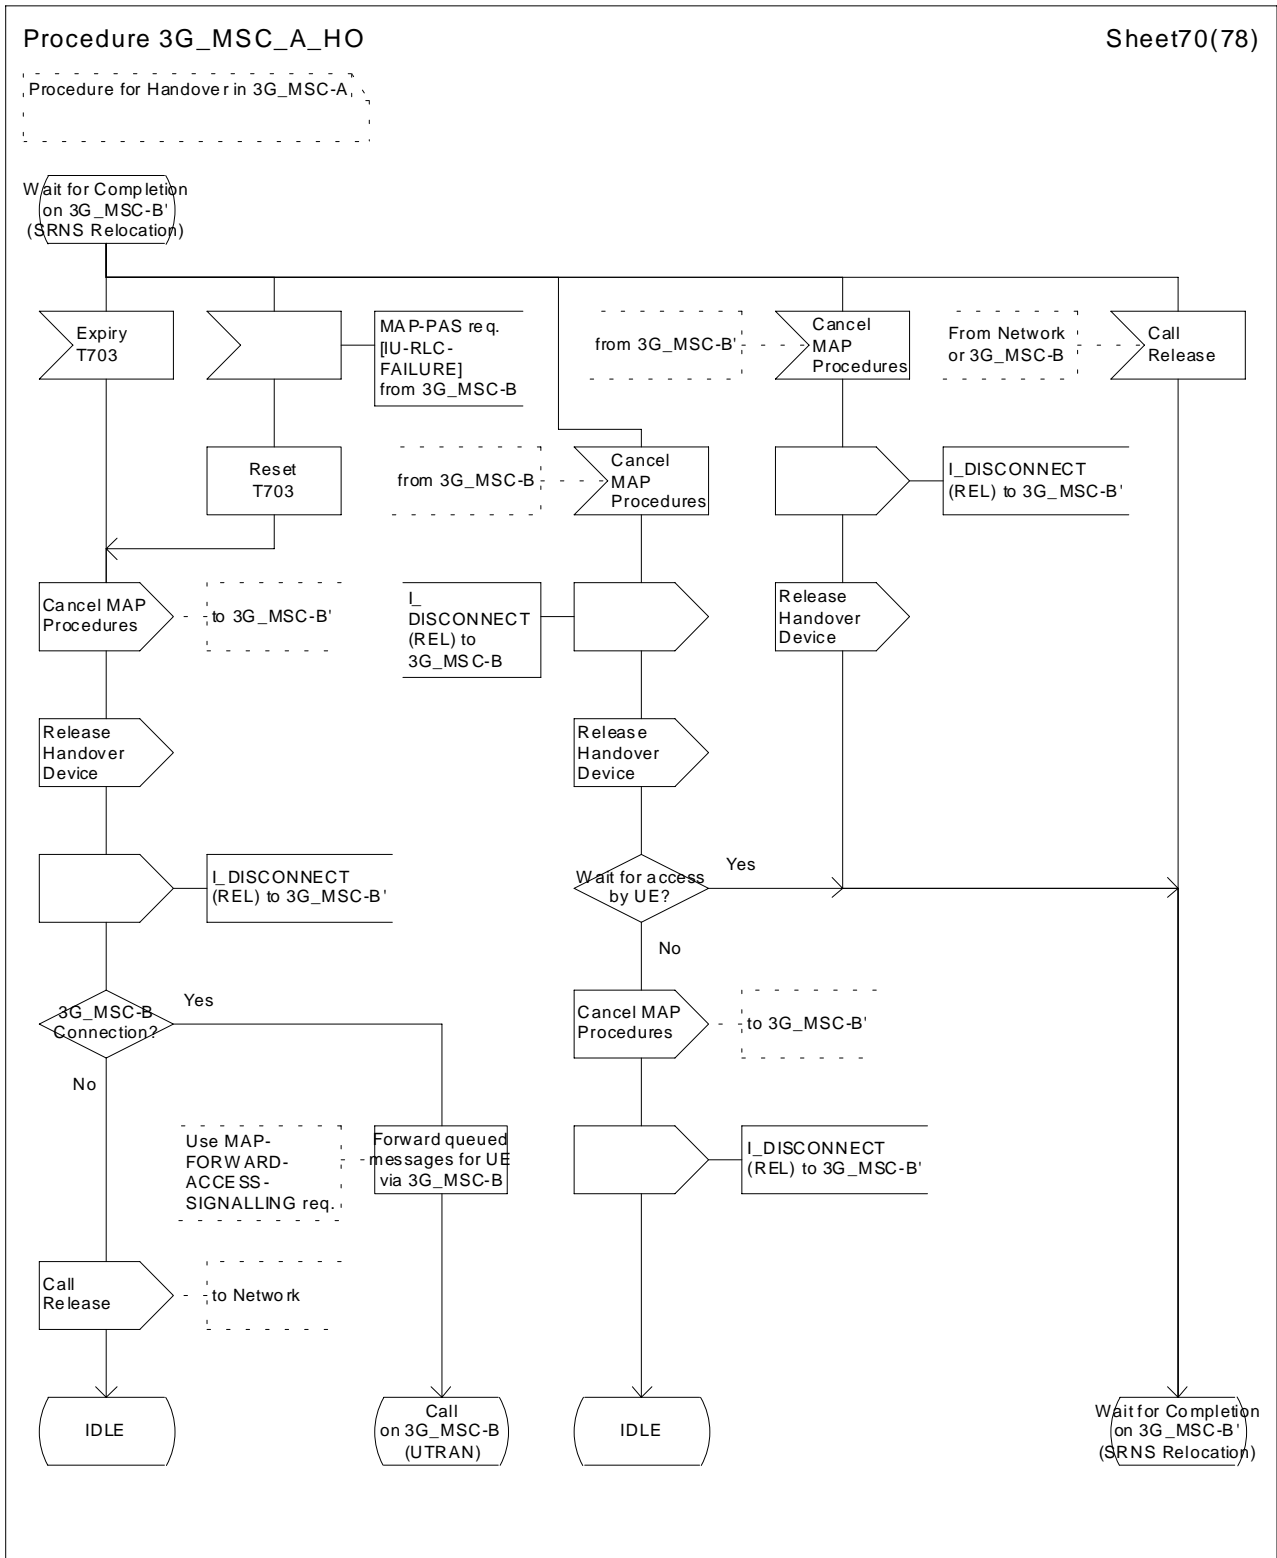 Procedure 3G_MSC_A_HO
Sheet70(78)
Procedure for Handover in 3G_MSC-A
Wait for Completion
on 3G_MSC-B'
(SRNS Relocation)
Expiry
T703
MAP-PAS req.
[IU-RLC-
FAILURE]
from 3G_MSC-B
from 3G_MSC-B'
Cancel
MAP
Procedures
From Network
or 3G_MSC-B
Call
Release
Reset
T703
from 3G_MSC-B
Cancel
MAP
Procedures
I_DISCONNECT
(REL) to 3G_MSC-B'
Cancel MAP
Procedures
to 3G_MSC-B'
I_
DISCONNECT
(REL) to
3G_MSC-B
Release
Handover
Device
Release
Handover
Device
Release
Handover
Device
I_DISCONNECT
(REL) to 3G_MSC-B'
Wait for access
by UE?
Yes
No
3G_MSC-B
Connection?
Yes
No
Cancel MAP
Procedures
to 3G_MSC-B'
Use MAP-
FORWARD-
ACCESS-
SIGNALLING req.
Forward queued
messages for UE
via 3G_MSC-B
I_DISCONNECT
(REL) to 3G_MSC-B'
Call
Release
to Network
IDLE
Call
on 3G_MSC-B
(UTRAN)
IDLE
Wait for Completion
on 3G_MSC-B'
(SRNS Relocation)